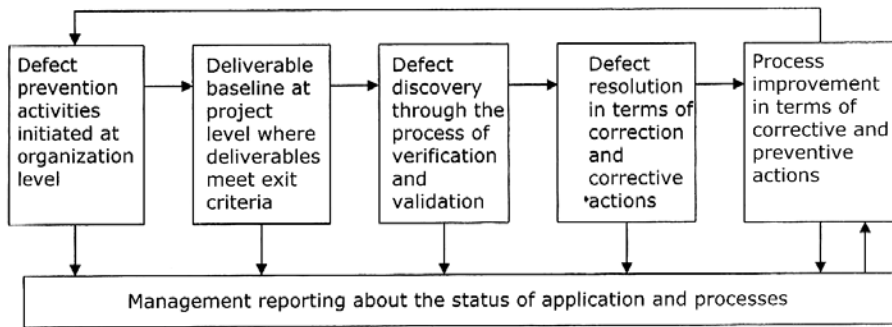 Defect
prevention
activities
initiated at
organization
level
Deliverable
baseline at
project
level where
deliverables
meet exit
criteria
Defect
discovery
through the
process of
verification
and
validation
Defect
resolution
in terms of
correction
and
corrective
actions
Process
improvement
in terms of
corrective and
preventive
actions
Management reporting about the status of application and processes